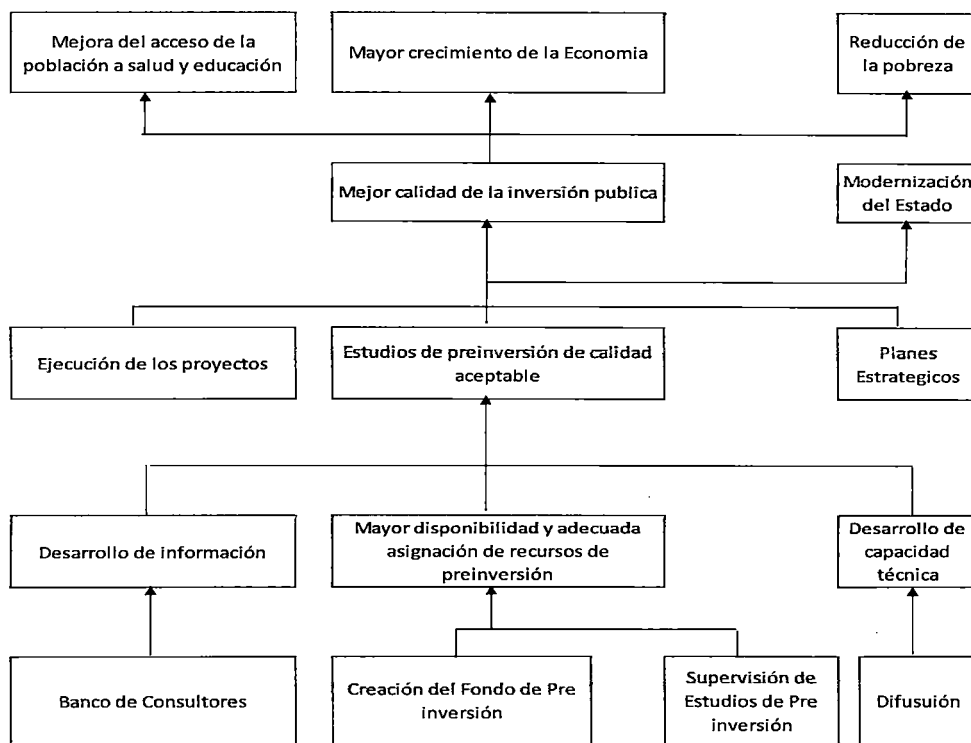 Mejora del acceso de la
población a salud y educación
Mayor crecimiento de la Economia
Reducción de
la pobreza
Mejor calidad de la inversión publica
Modernización
del Estado
Ejecución de los proyectos
Estudios de preinversión de calidad
aceptable
Planes
Estrategicos
Desarrollo de información
Mayor disponibilidad y adecuada
asignación de recursos de
preinversión
Desarrollo de
capacidad
técnica
Banco de Consultores
Creación del Fondo de Pre
inversión
Supervisión de
Estudios de Pre
inversión
Difusuión